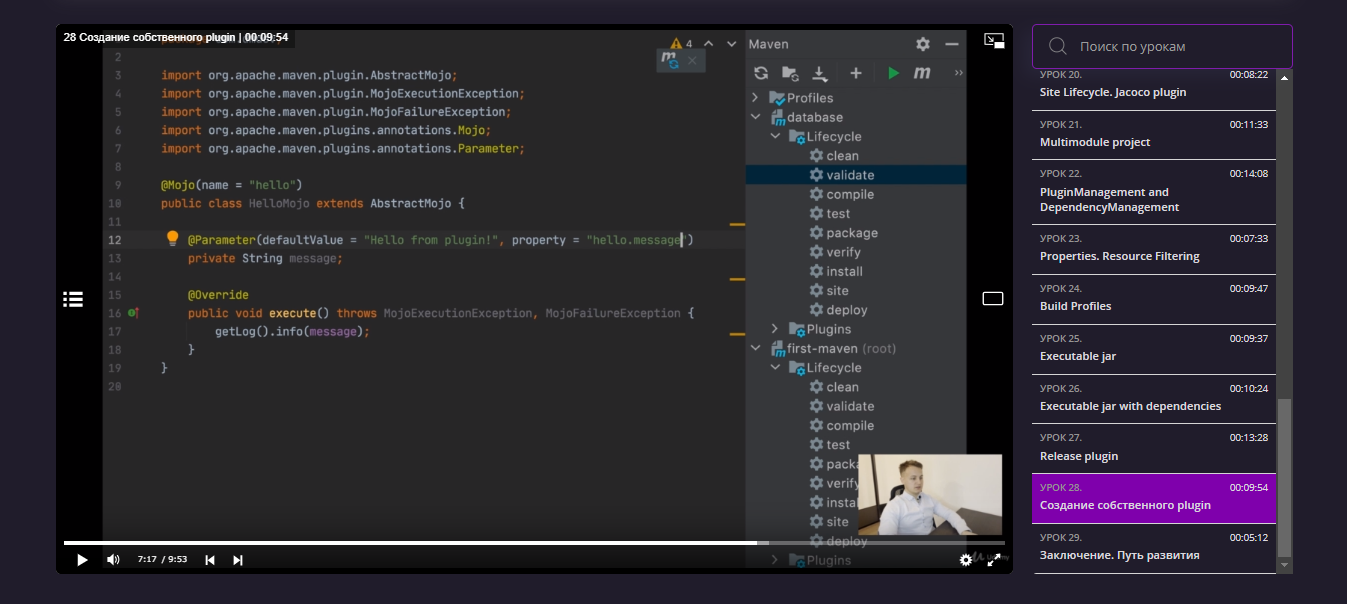 28 Создание собственного plugin | 00:09:54
2
3 import org.apache.maven.plugin.AbstractMojo;
4 import org.apache.maven.plugin.MojoExecutionException;
5 import org.apache.maven.plugin.MojoFailureException;
6 import org.apache.maven.plugins.annotations.Mojo;
7 import org.apache.maven.plugins.annotations.Parameter;
8
9 @Mojo(name = "hello")
10 public class HelloMojo extends AbstractMojo {
11
12 @Parameter(defaultValue = "Hello from plugin!", property = "hello.message")
13 private String message;
14
15 @Override
16 public void execute() throws MojoExecutionException, MojoFailureException {
17 getLog().info(message);
18 }
19 }
20
4
m
Maven
m
Profiles
database
Lifecycle
clean
validate
compile
test
package
verify
install
site
deploy
Plugins
first-maven (root)
Lifecycle
clean
validate
compile
test
packa
verify
instal
site
deploy
Plugins
7:17 / 9:53
Поиск по урокам
УРОК 20. 00:08:22
Site Lifecycle. Jacoco plugin
УРОК 21. 00:11:33
Multimodule project
УРОК 22. 00:14:08
PluginManagement and
DependencyManagement
УРОК 23. 00:07:33
Properties. Resource Filtering
УРОК 24. 00:09:47
Build Profiles
УРОК 25. 00:09:37
Executable jar
УРОК 26. 00:10:24
Executable jar with dependencies
УРОК 27. 00:13:28
Release plugin
УРОК 28. 00:09:54
Создание собственного plugin
УРОК 29. 00:05:12
Заключение. Путь развития